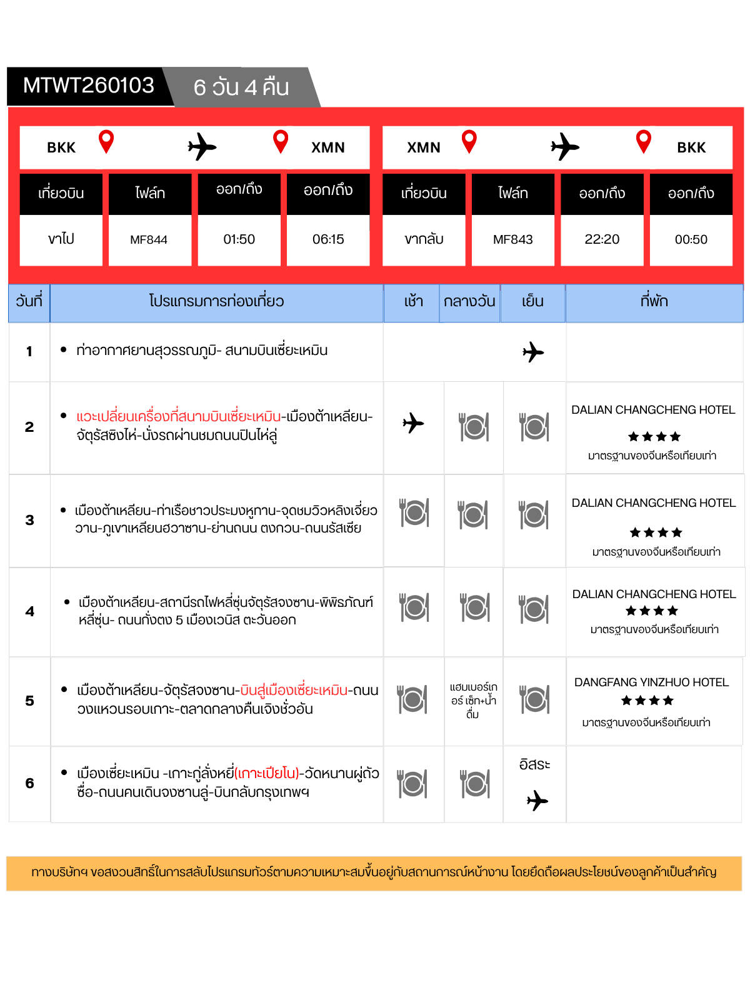 MTWT260103
6 วัน 4 คืน
BKK XMN
XMN BKK
เที่ยวบิน ไฟล์ท ออก/ถึง ออก/ถึง
เที่ยวบิน ไฟล์ท ออก/ถึง ออก/ถึง
ขาไป MF844 01:50 06:15
ขากลับ MF843 22:20 00:50
วันที่ โปรแกรมการท่องเที่ยว เช้า กลางวัน เย็น ที่พัก
1
ท่าอากาศยานสุวรรณภูมิ- สนามบินเซี่ยะเหมิน
2
แวะเปลี่ยนเครื่องที่สนามบินเซี่ยะเหมิน-เมืองต้าเหลียน-
จัตุรัสซิงไห่-นั่งรถผ่านชมถนนปินไห่ลู่
DALIAN CHANGCHENG HOTEL
มาตรฐานของจีนหรือเทียบเท่า
3
เมืองต้าเหลียน-ท่าเรือชาวประมงหูทาน-จุดชมวิวหลิงเจี่ยว
วาน-ภูเขาเหลียนฮวาซาน-ย่านถนน ตงกวน-ถนนรัสเซีย
DALIAN CHANGCHENG HOTEL
มาตรฐานของจีนหรือเทียบเท่า
4
เมืองต้าเหลียน-สถานีรถไฟหลี่ซุ่นจัตุรัสจงซาน-พิพิธภัณฑ์
หลี่ซุ่น- ถนนกั่งตง 5 เมืองเวนิส ตะวันออก
DALIAN CHANGCHENG HOTEL
มาตรฐานของจีนหรือเทียบเท่า
5
เมืองต้าเหลียน-จัตุรัสจงซาน-บินสู่เมืองเซี่ยะเหมิน-ถนน
วงแหวนรอบเกาะ-ตลาดกลางคืนเจิงชั่วอัน
แฮมเบอร์เก
อร์ เซ็ท+น้ำ
ดื่ม
DANGFANG YINZHUO HOTEL
มาตรฐานของจีนหรือเทียบเท่า
6
เมืองเซี่ยะเหมิน -เกาะกู่ลั่งหยี่(เกาะเปียโน)-วัดหนานผู่ถัว
ซื่อ-ถนนคนเดินจงซานลู่-บินกลับกรุงเทพฯ
อิสระ
ทางบริษัทฯ ขอสงวนสิทธิ์ในการสลับโปรแกรมทัวร์ตามความเหมาะสมขึ้นอยู่กับสถานการณ์หน้างาน โดยยึดถือผลประโยชน์ของลูกค้าเป็นสำคัญ